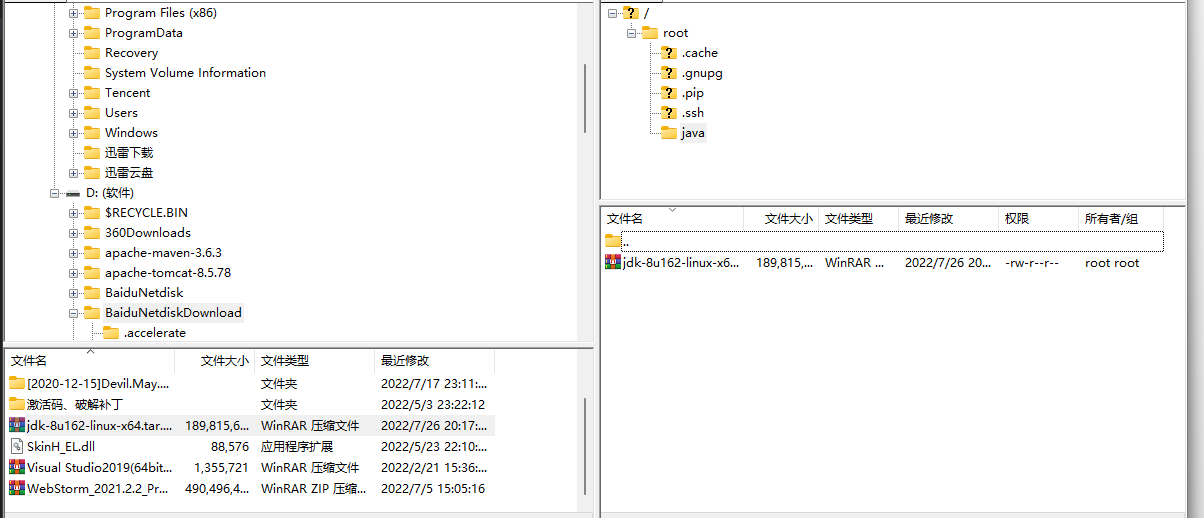 Program Files (x86)
ProgramData
Recovery
System Volume Information
Tencent
Users
Windows
迅雷下载
迅雷云盘
D: (软件)
$RECYCLE.BIN
360Downloads
apache-maven-3.6.3
apache-tomcat-8.5.78
BaiduNetdisk
BaiduNetdiskDownload
.accelerate
文件名 文件大小 文件类型 最近修改
[2020-12-15]Devil.May.... 文件夹 2022/7/17 23:11:...
激活码、破解补丁 文件夹 2022/5/3 23:22:12
jdk-8u162-linux-x64.tar.... 189,815,6... WinRAR 压缩文件 2022/7/26 20:17:...
SkinH_EL.dll 88,576 应用程序扩展 2022/5/23 22:10:...
Visual Studio2019(64bit... 1,355,721 WinRAR 压缩文件 2022/2/21 15:36:...
WebStorm_2021.2.2_Pr... 490,496,4... WinRAR ZIP 压缩... 2022/7/5 15:05:16
/
root
.cache
.gnupg
.pip
.ssh
java
文件名 文件大小 文件类型 最近修改 权限 所有者/组
..
jdk-8u162-linux-x6... 189,815,... WinRAR ... 2022/7/26 20... -rw-r--r-- root root